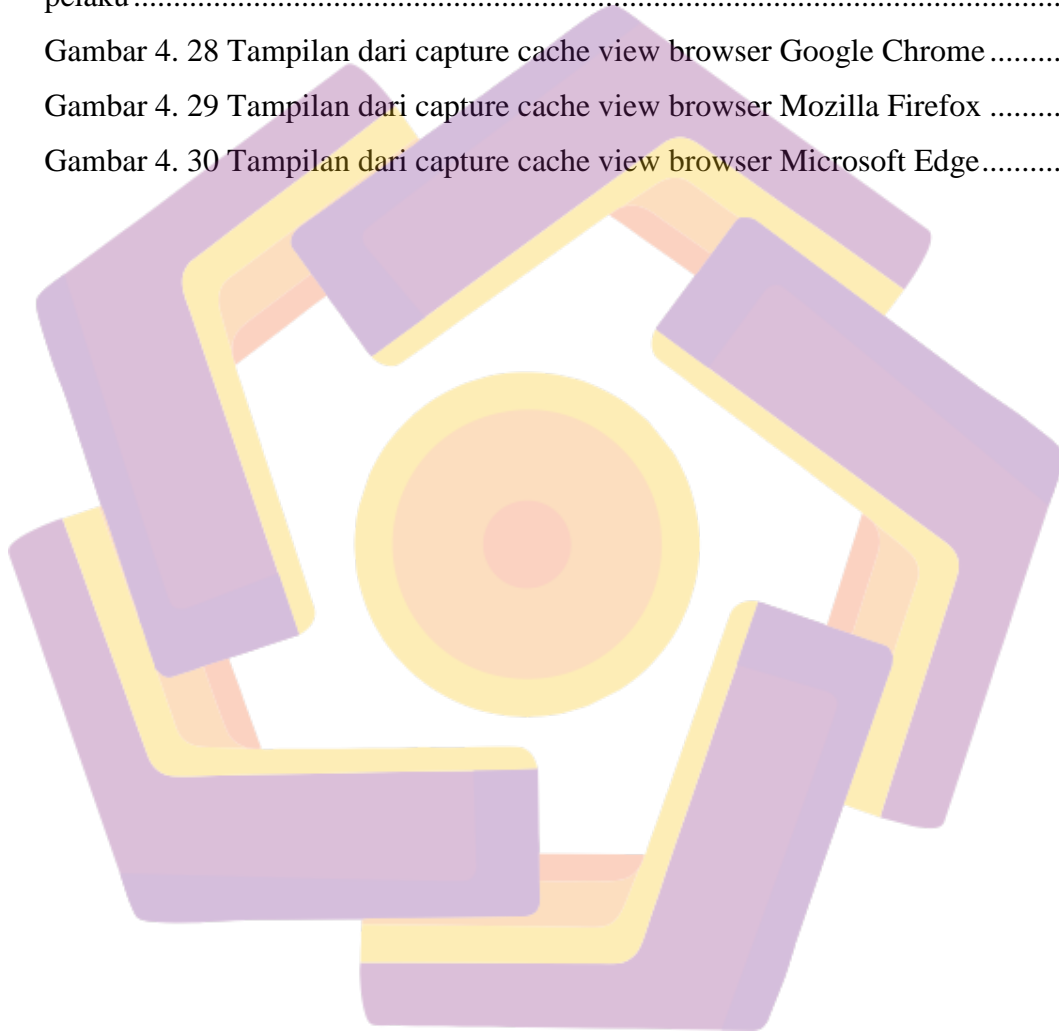 pelaku..........................................................................................
Gambar 4. 28 Tampilan dari capture cache view browser Google Chrome.........
Gambar 4. 29 Tampilan dari capture cache view browser Mozilla Firefox .........
Gambar 4. 30 Tampilan dari capture cache view browser Microsoft Edge..........